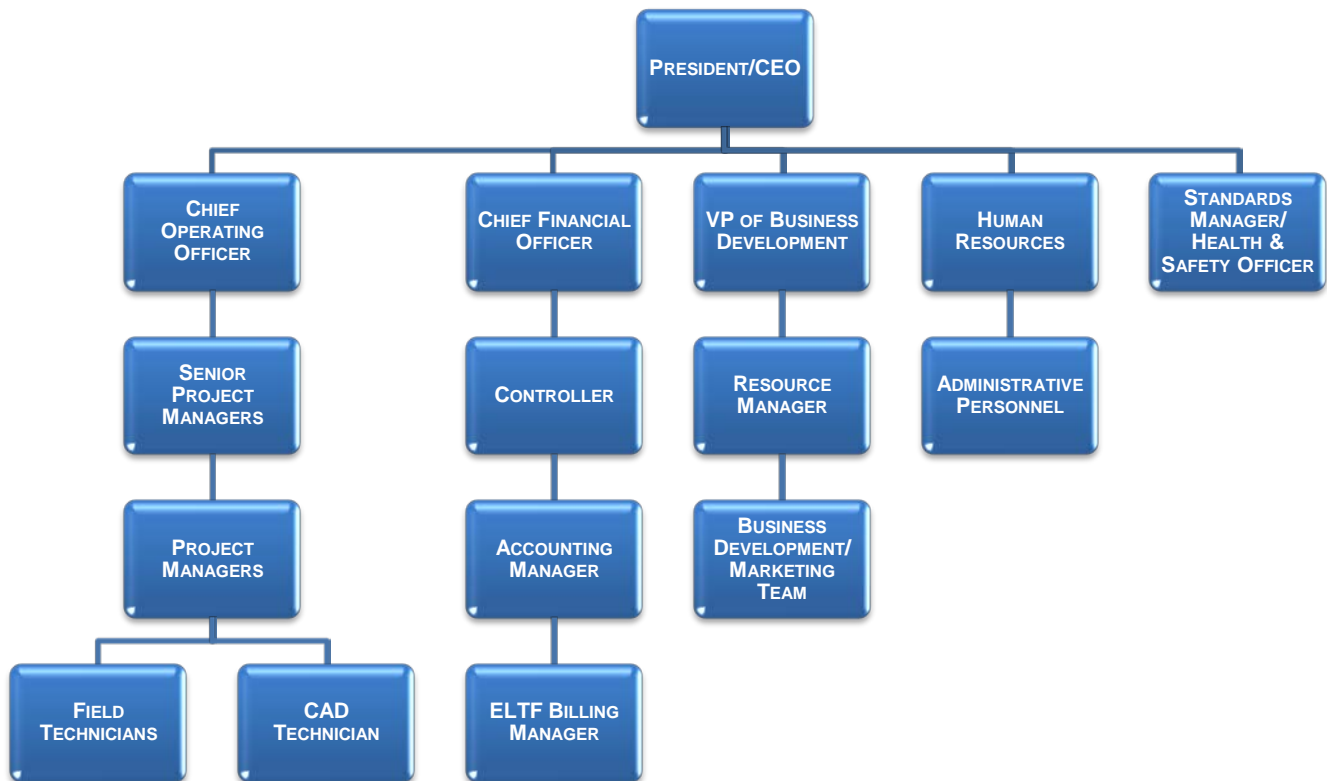 PRESIDENT/CEO
CHIEF
OPERATING
OFFICER
CHIEF FINANCIAL
OFFICER
VP OF BUSINESS
DEVELOPMENT
HUMAN
RESOURCES
STANDARDS
MANAGER/
HEALTH &
SAFETY OFFICER
SENIOR
PROJECT
MANAGERS
CONTROLLER
RESOURCE
MANAGER
ADMINISTRATIVE
PERSONNEL
PROJECT
MANAGERS
ACCOUNTING
MANAGER
BUSINESS
DEVELOPMENT/
MARKETING
TEAM
FIELD
TECHNICIANS
CAD
TECHNICIAN
ELTF BILLING
MANAGER